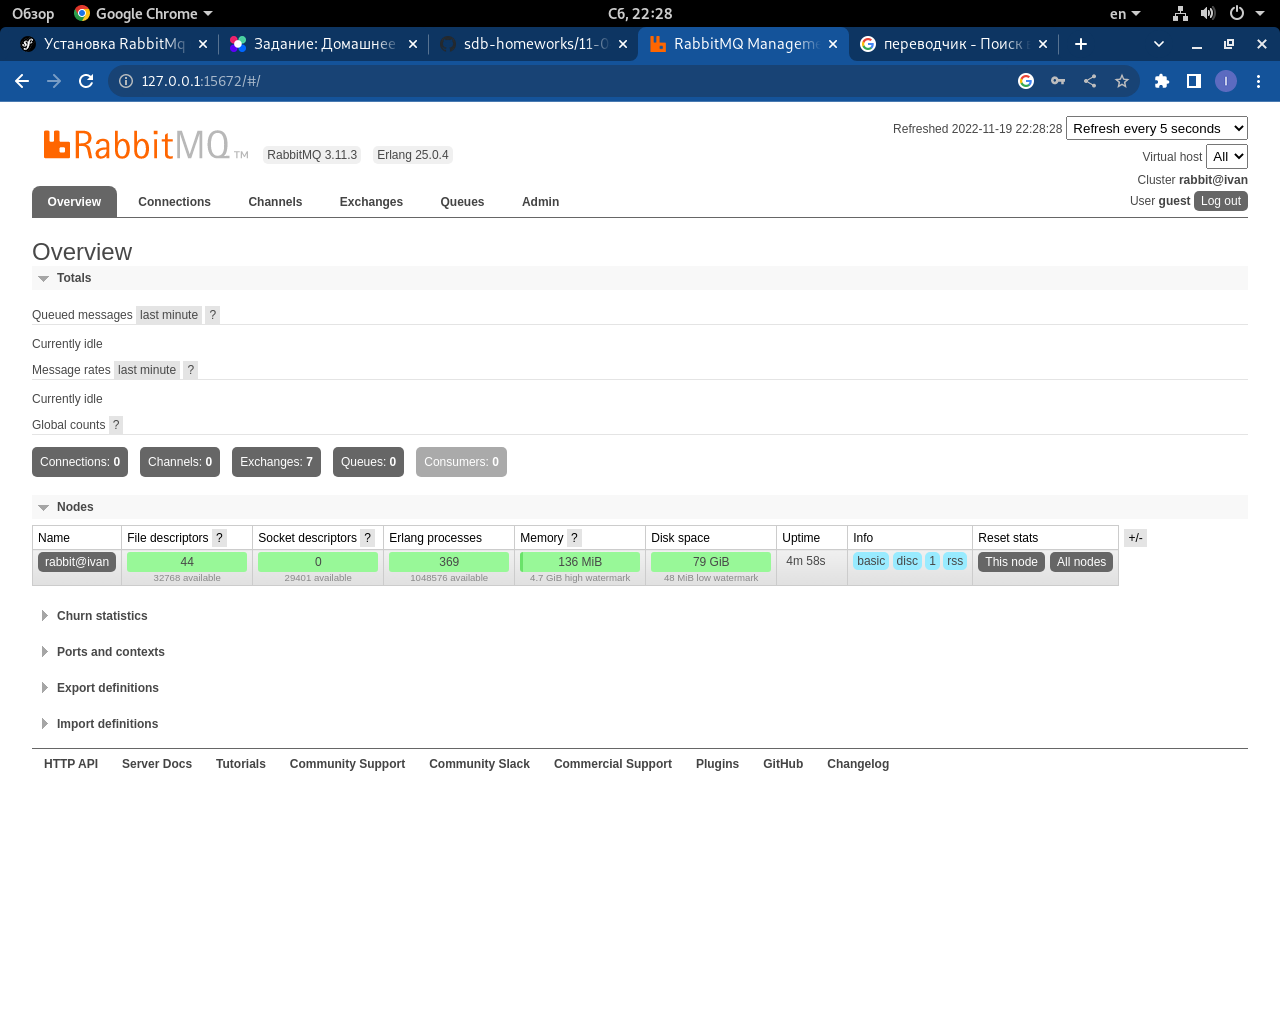 Обзор Google Chrome Сб, 22:28 en
Установка RabbitMq Задание: Домашнее sdb-homeworks/11-0 RabbitMQ Manageme переводчик - Поиск
127.0.0.1:15672/#/ I
Refreshed 2022-11-19 22:28:28 Refresh every 5 seconds
RabbitMQ TM RabbitMQ 3.11.3 Erlang 25.0.4
Virtual host All
Cluster rabbit@ivan
User guest Log out
Overview Connections Channels Exchanges Queues Admin
Overview
Totals
Queued messages last minute ?
Currently idle
Message rates last minute ?
Currently idle
Global counts ?
Connections: 0 Channels: 0 Exchanges: 7 Queues: 0 Consumers: 0
Nodes
Name File descriptors ? Socket descriptors ? Erlang processes Memory ? Disk space Uptime Info Reset stats +/-
rabbit@ivan 44 0 369 136 MiB 79 GiB 4m 58s basic disc 1 rss This node All nodes
32768 available 29401 available 1048576 available 4.7 GiB high watermark 48 MiB low watermark
Churn statistics
Ports and contexts
Export definitions
Import definitions
HTTP API Server Docs Tutorials Community Support Community Slack Commercial Support Plugins GitHub Changelog